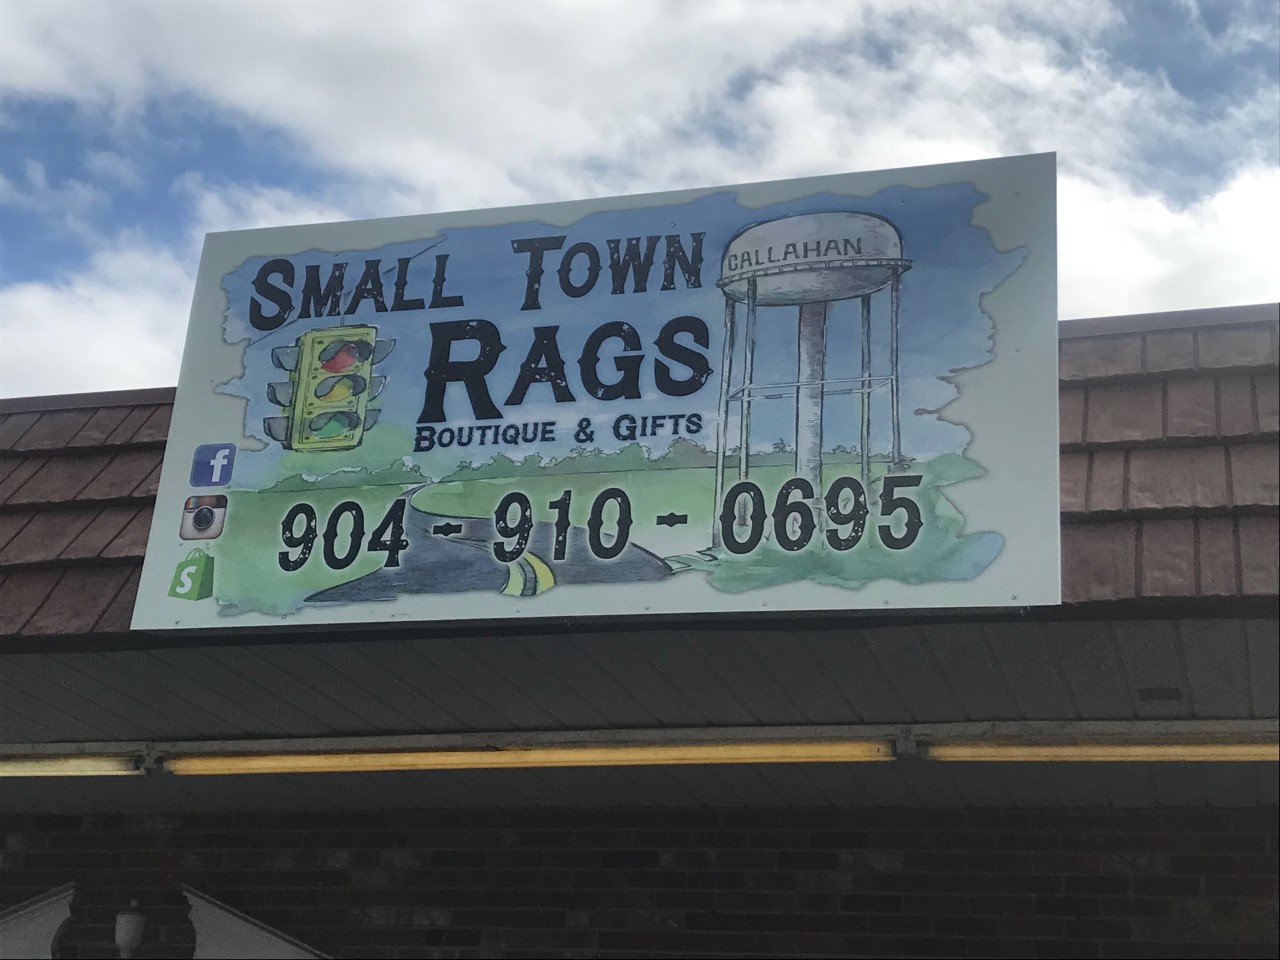 SMALL TOWN
RAGS
BOUTIQUE & GIFTS
CALLAHAN
904-910-0695
f
S